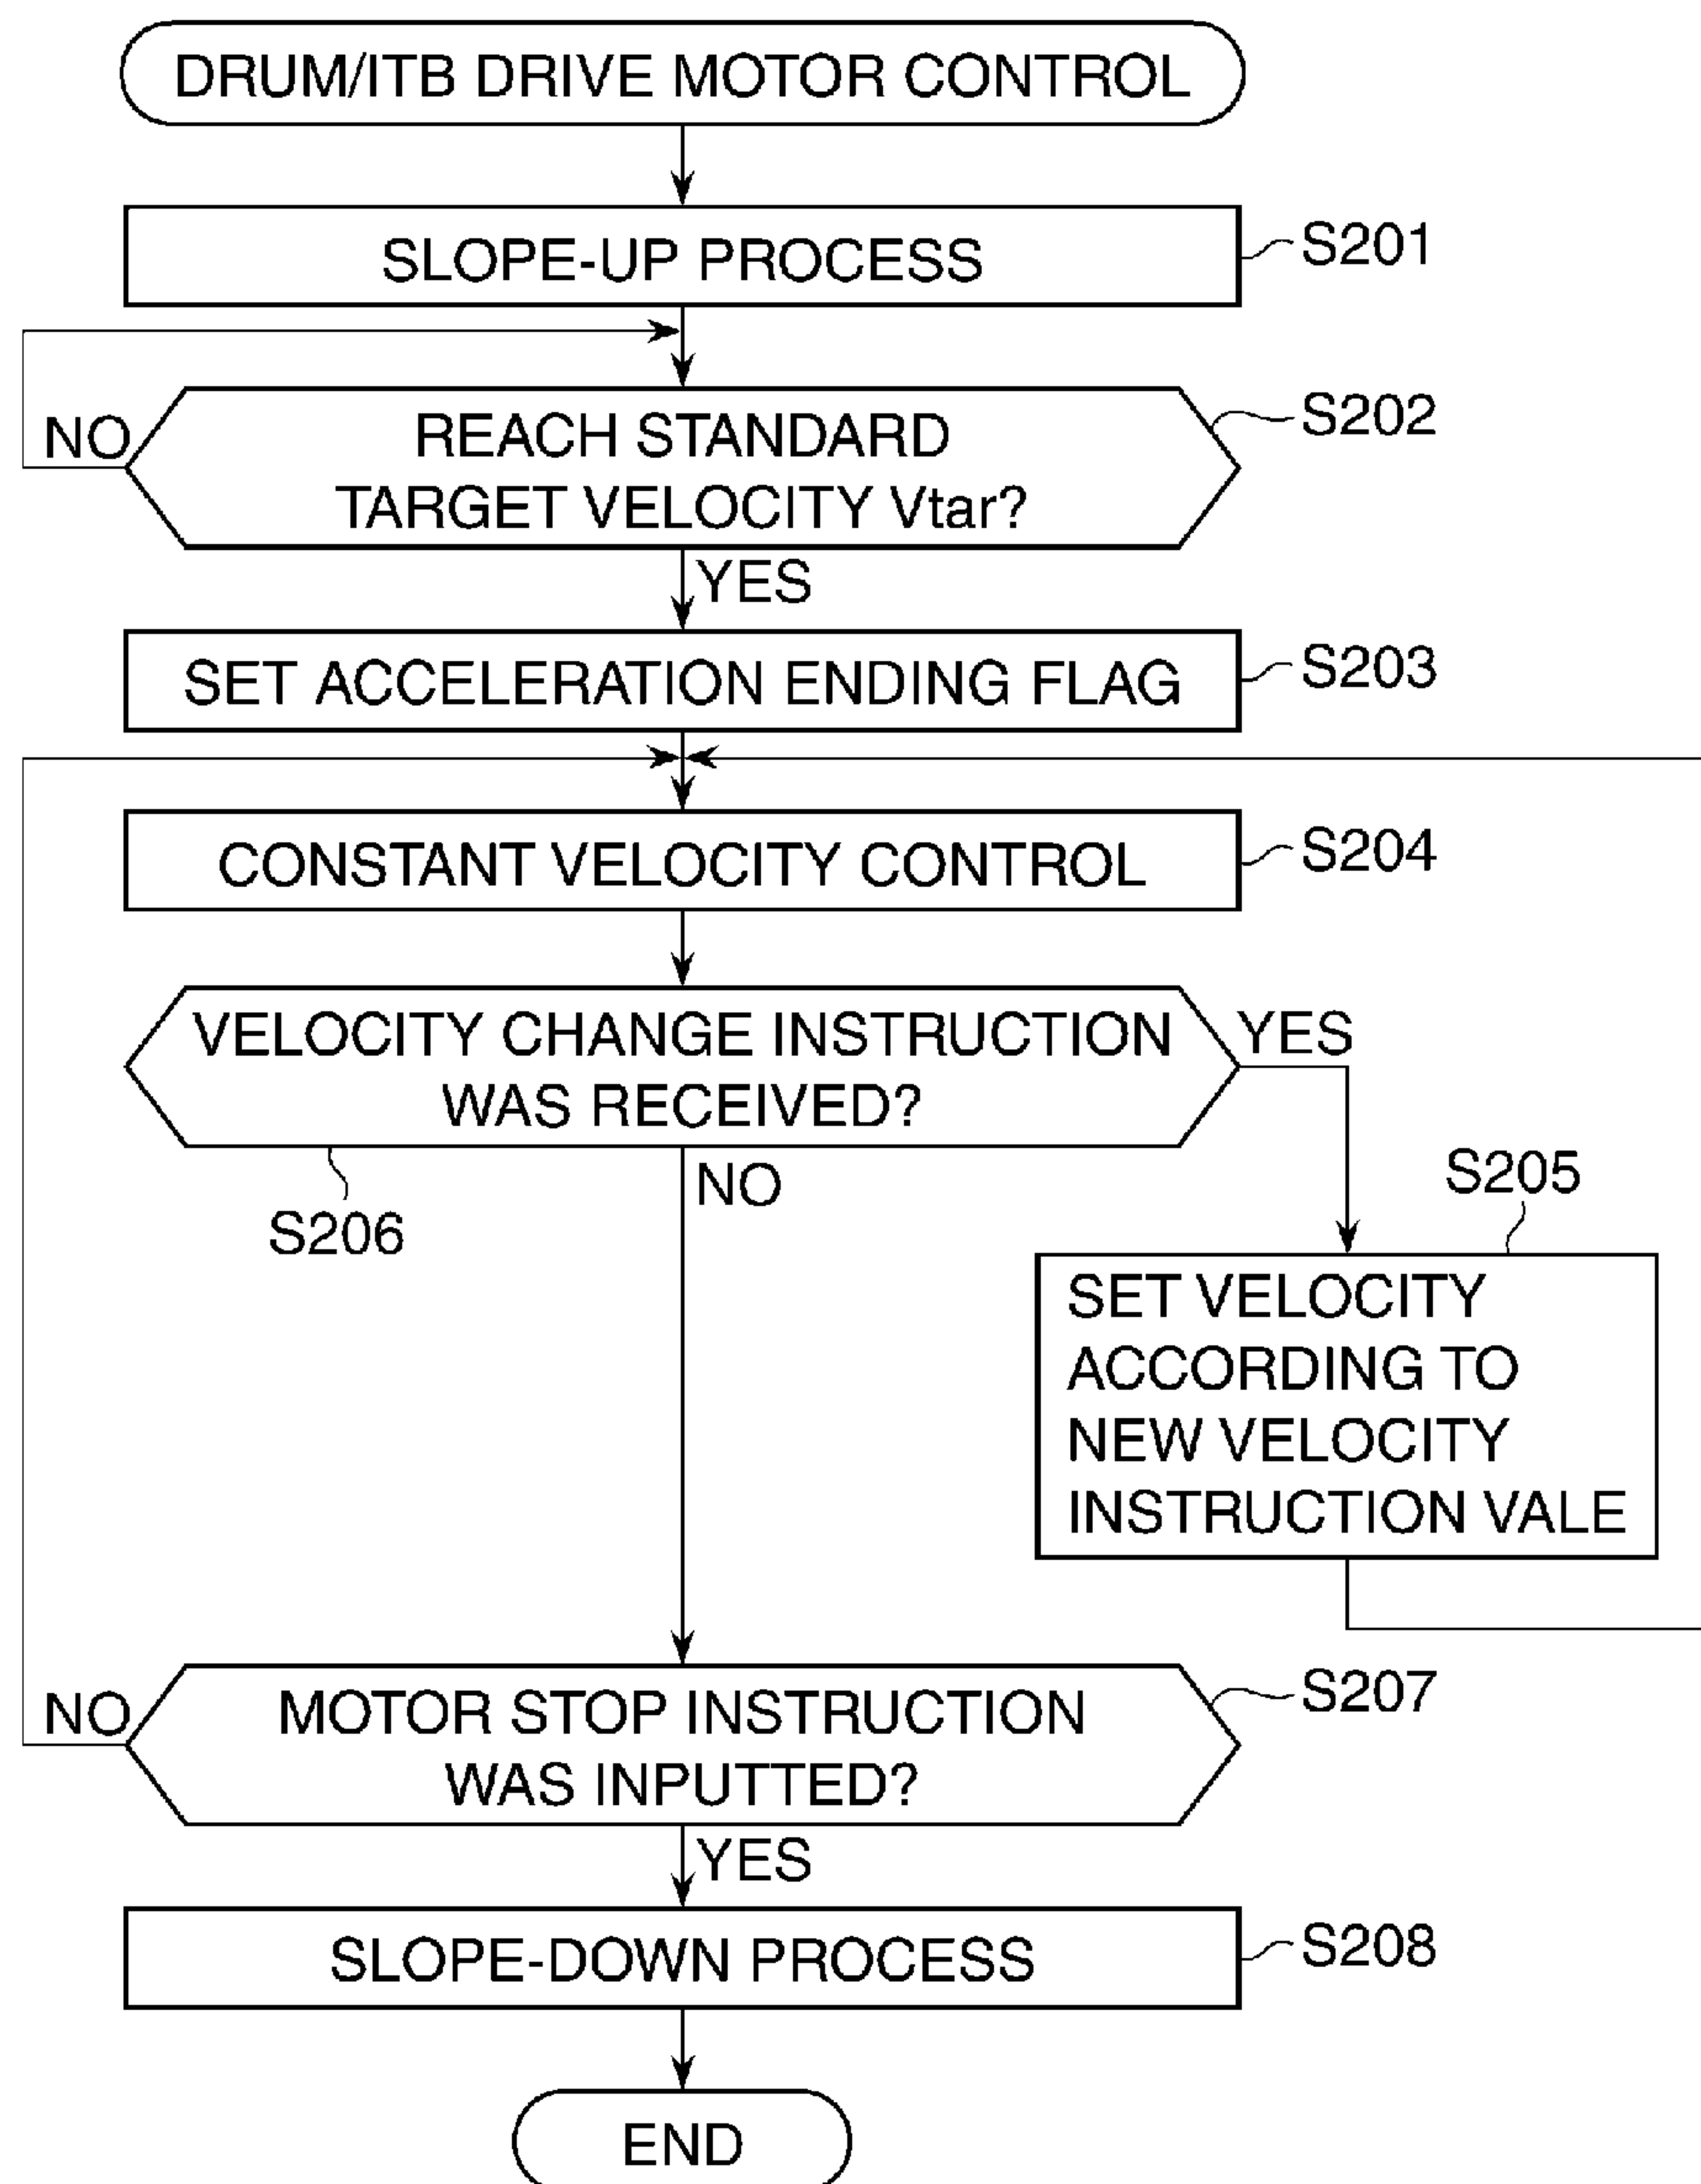 DRUM/ITB DRIVE MOTOR CONTROL
SLOPE-UP PROCESS
S201
NO
REACH STANDARD
TARGET VELOCITY Vtar?
S202
YES
SET ACCELERATION ENDING FLAG
S203
CONSTANT VELOCITY CONTROL
S204
VELOCITY CHANGE INSTRUCTION
WAS RECEIVED?
YES
S206
NO
S205
SET VELOCITY
ACCORDING TO
NEW VELOCITY
INSTRUCTION VALE
NO
MOTOR STOP INSTRUCTION
WAS INPUTTED?
S207
YES
SLOPE-DOWN PROCESS
S208
END